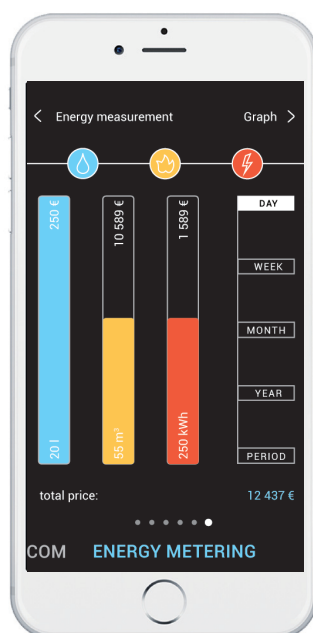 Energy measurement
Graph
250 €
20 l
10 589 €
55 m³
1 589 €
250 kWh
DAY
WEEK
MONTH
YEAR
PERIOD
total price:
12 437 €
COM
ENERGY METERING